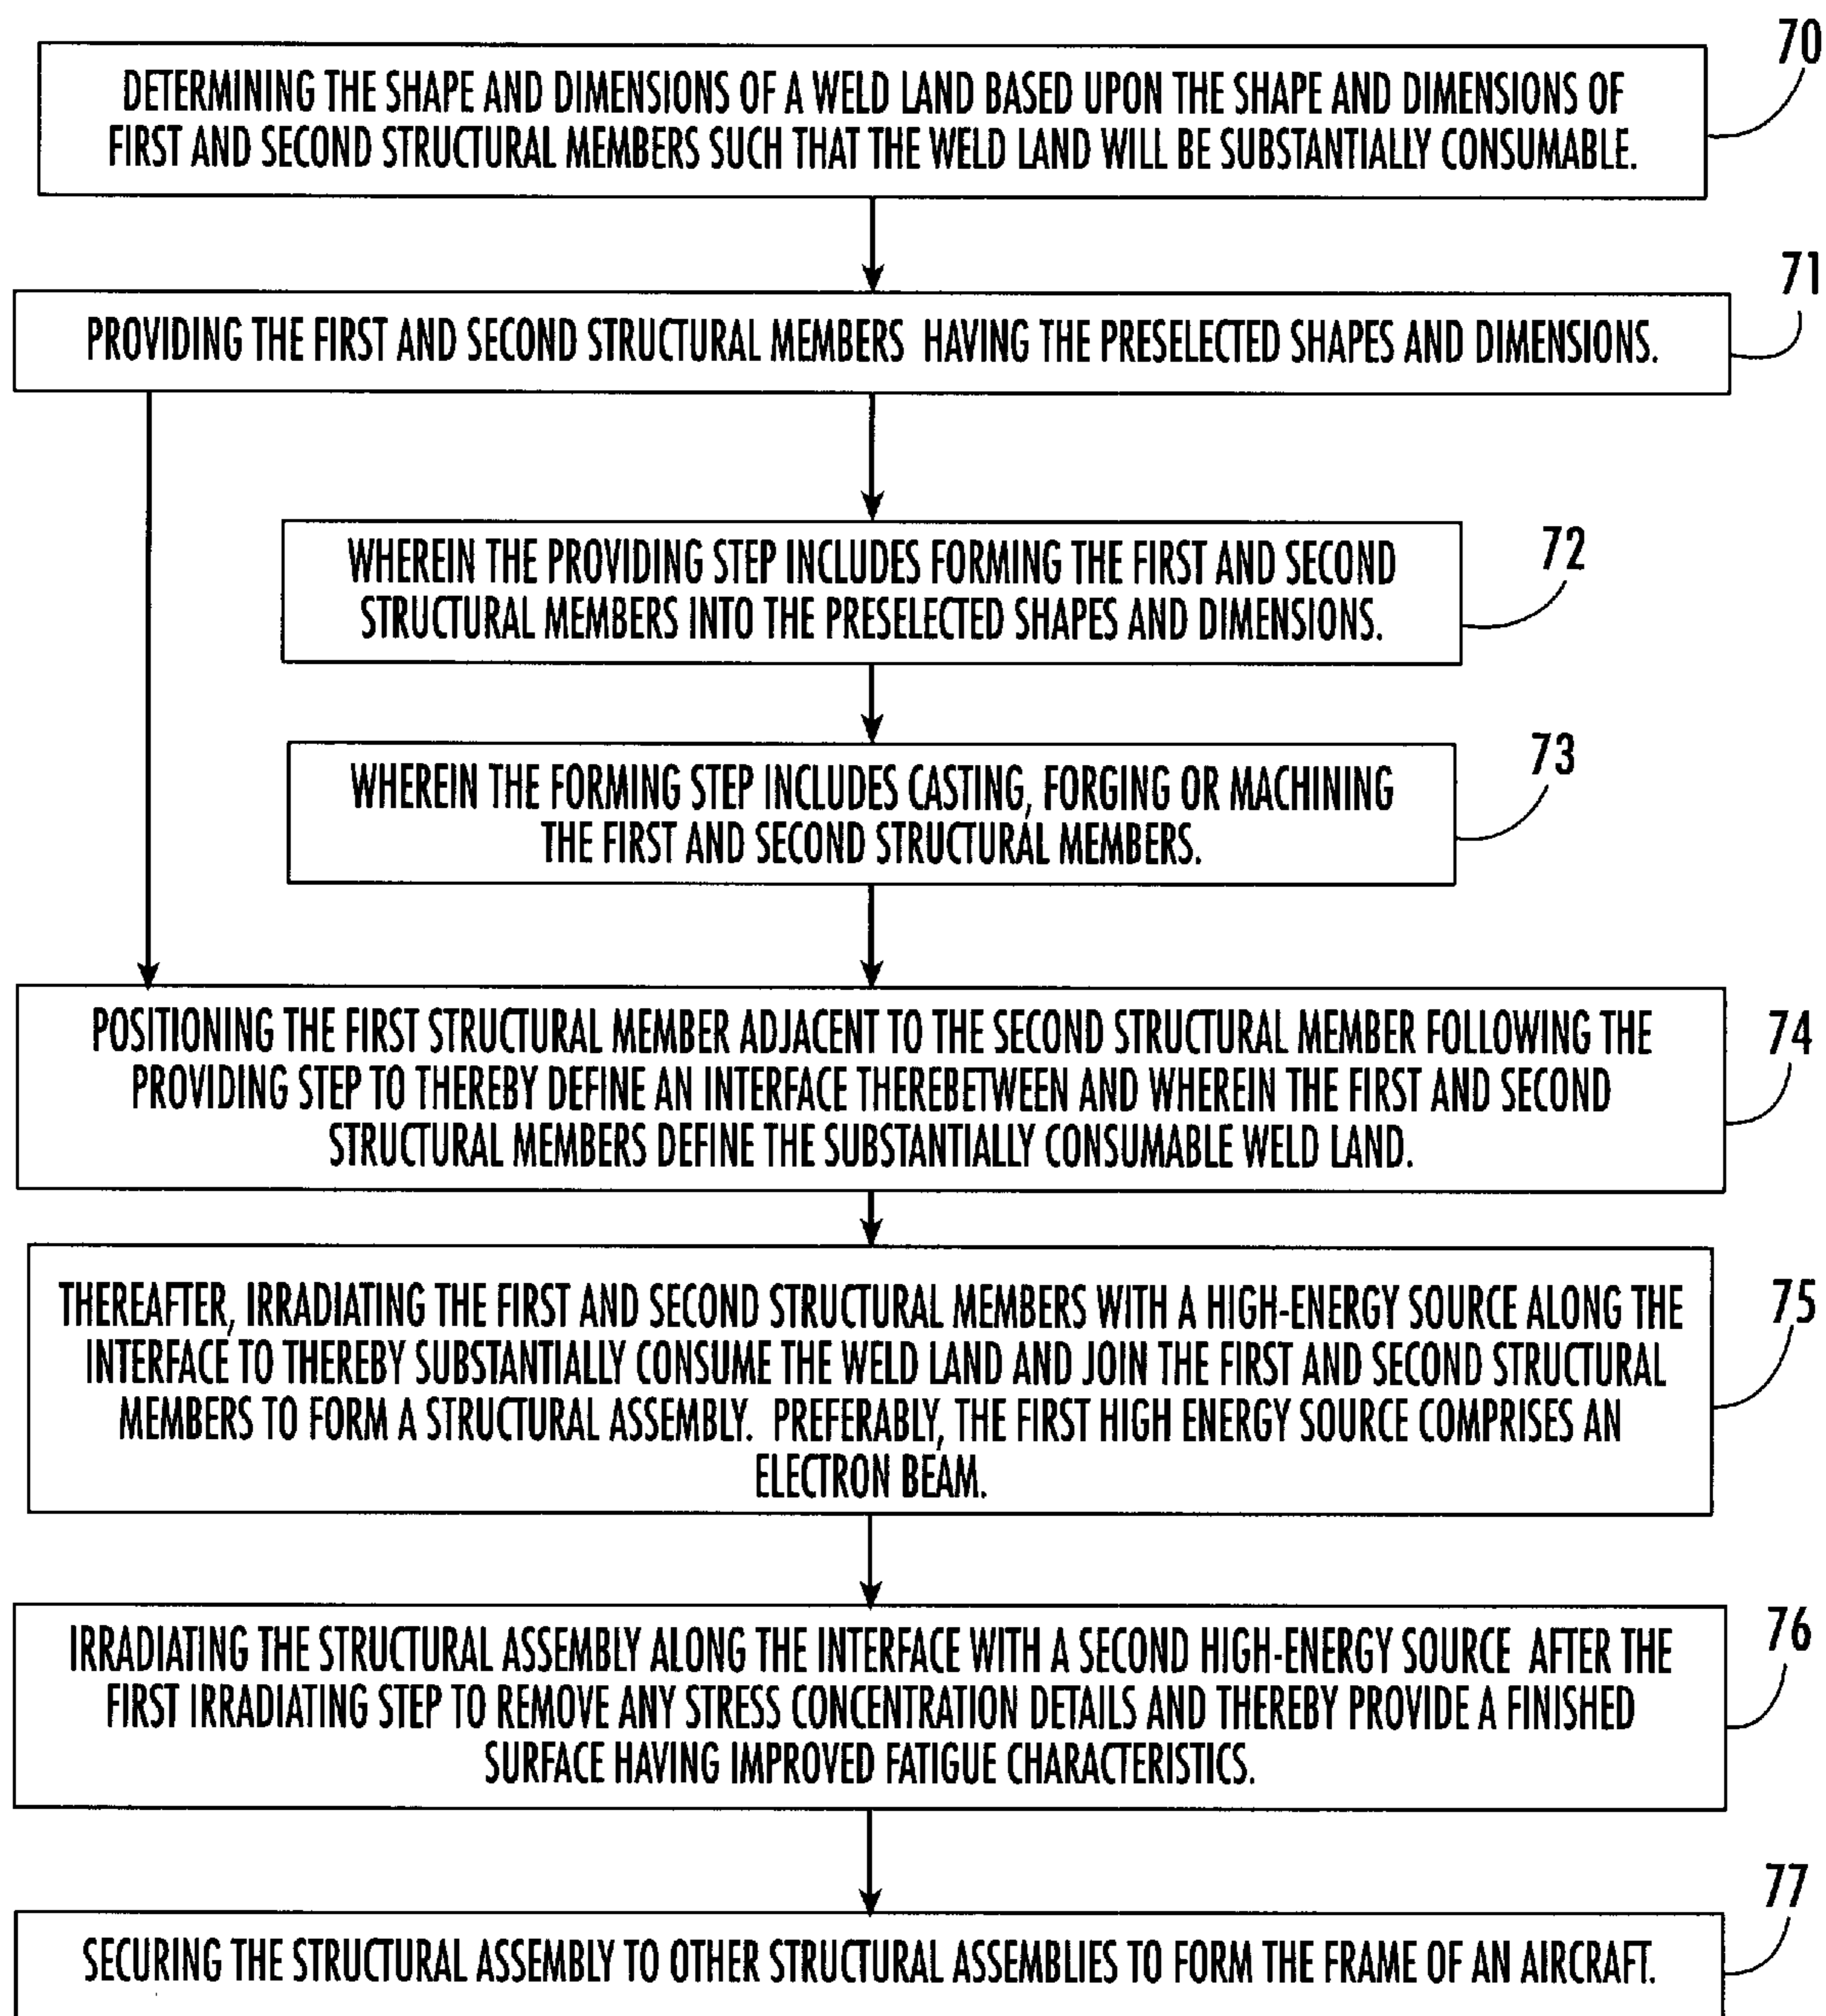 70
DETERMINING THE SHAPE AND DIMENSIONS OF A WELD LAND BASED UPON THE SHAPE AND DIMENSIONS OF
FIRST AND SECOND STRUCTURAL MEMBERS SUCH THAT THE WELD LAND WILL BE SUBSTANTIALLY CONSUMABLE.
71
PROVIDING THE FIRST AND SECOND STRUCTURAL MEMBERS HAVING THE PRESELECTED SHAPES AND DIMENSIONS.
72
WHEREIN THE PROVIDING STEP INCLUDES FORMING THE FIRST AND SECOND
STRUCTURAL MEMBERS INTO THE PRESELECTED SHAPES AND DIMENSIONS.
73
WHEREIN THE FORMING STEP INCLUDES CASTING, FORGING OR MACHINING
THE FIRST AND SECOND STRUCTURAL MEMBERS.
74
POSITIONING THE FIRST STRUCTURAL MEMBER ADJACENT TO THE SECOND STRUCTURAL MEMBER FOLLOWING THE
PROVIDING STEP TO THEREBY DEFINE AN INTERFACE THEREBETWEEN AND WHEREIN THE FIRST AND SECOND
STRUCTURAL MEMBERS DEFINE THE SUBSTANTIALLY CONSUMABLE WELD LAND.
75
THEREAFTER, IRRADIATING THE FIRST AND SECOND STRUCTURAL MEMBERS WITH A HIGH-ENERGY SOURCE ALONG THE
INTERFACE TO THEREBY SUBSTANTIALLY CONSUME THE WELD LAND AND JOIN THE FIRST AND SECOND STRUCTURAL
MEMBERS TO FORM A STRUCTURAL ASSEMBLY. PREFERABLY, THE FIRST HIGH ENERGY SOURCE COMPRISES AN
ELECTRON BEAM.
76
IRRADIATING THE STRUCTURAL ASSEMBLY ALONG THE INTERFACE WITH A SECOND HIGH-ENERGY SOURCE AFTER THE
FIRST IRRADIATING STEP TO REMOVE ANY STRESS CONCENTRATION DETAILS AND THEREBY PROVIDE A FINISHED
SURFACE HAVING IMPROVED FATIGUE CHARACTERISTICS.
77
SECURING THE STRUCTURAL ASSEMBLY TO OTHER STRUCTURAL ASSEMBLIES TO FORM THE FRAME OF AN AIRCRAFT.